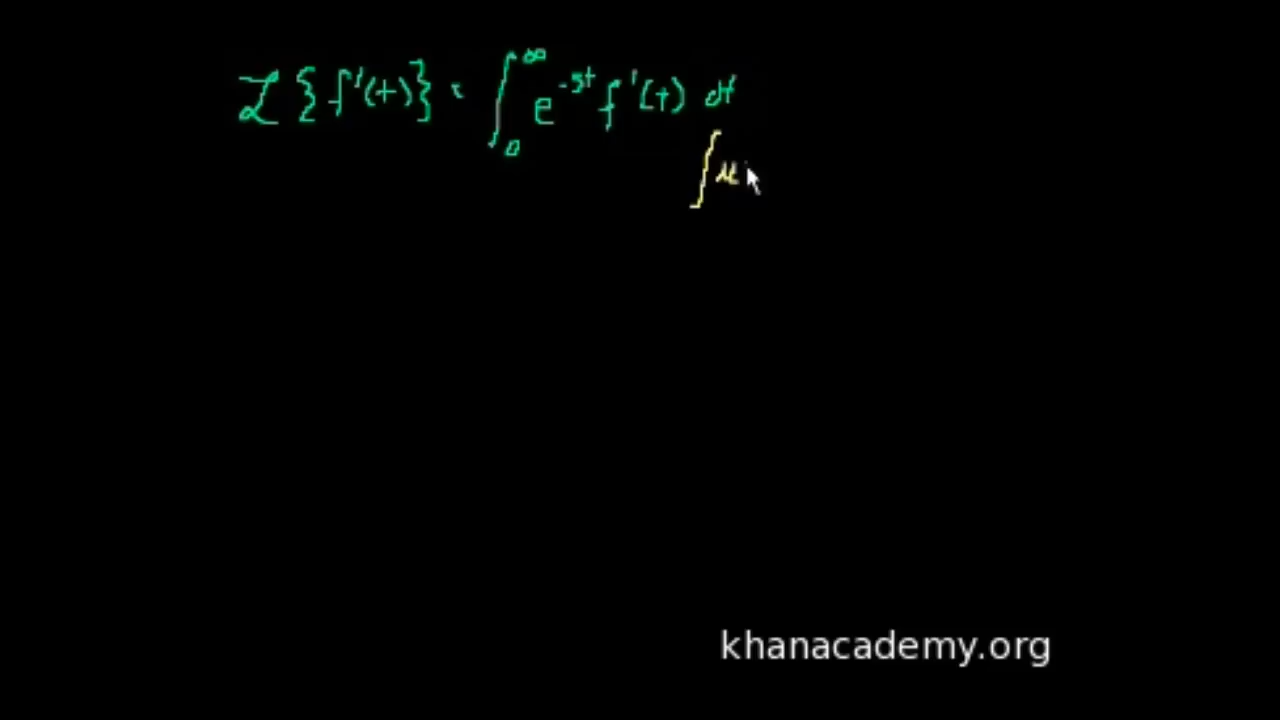 ℒ{f'(t)} = ∫₀^∞ e^{-st} f'(t) dt
∫u
khanacademy.org